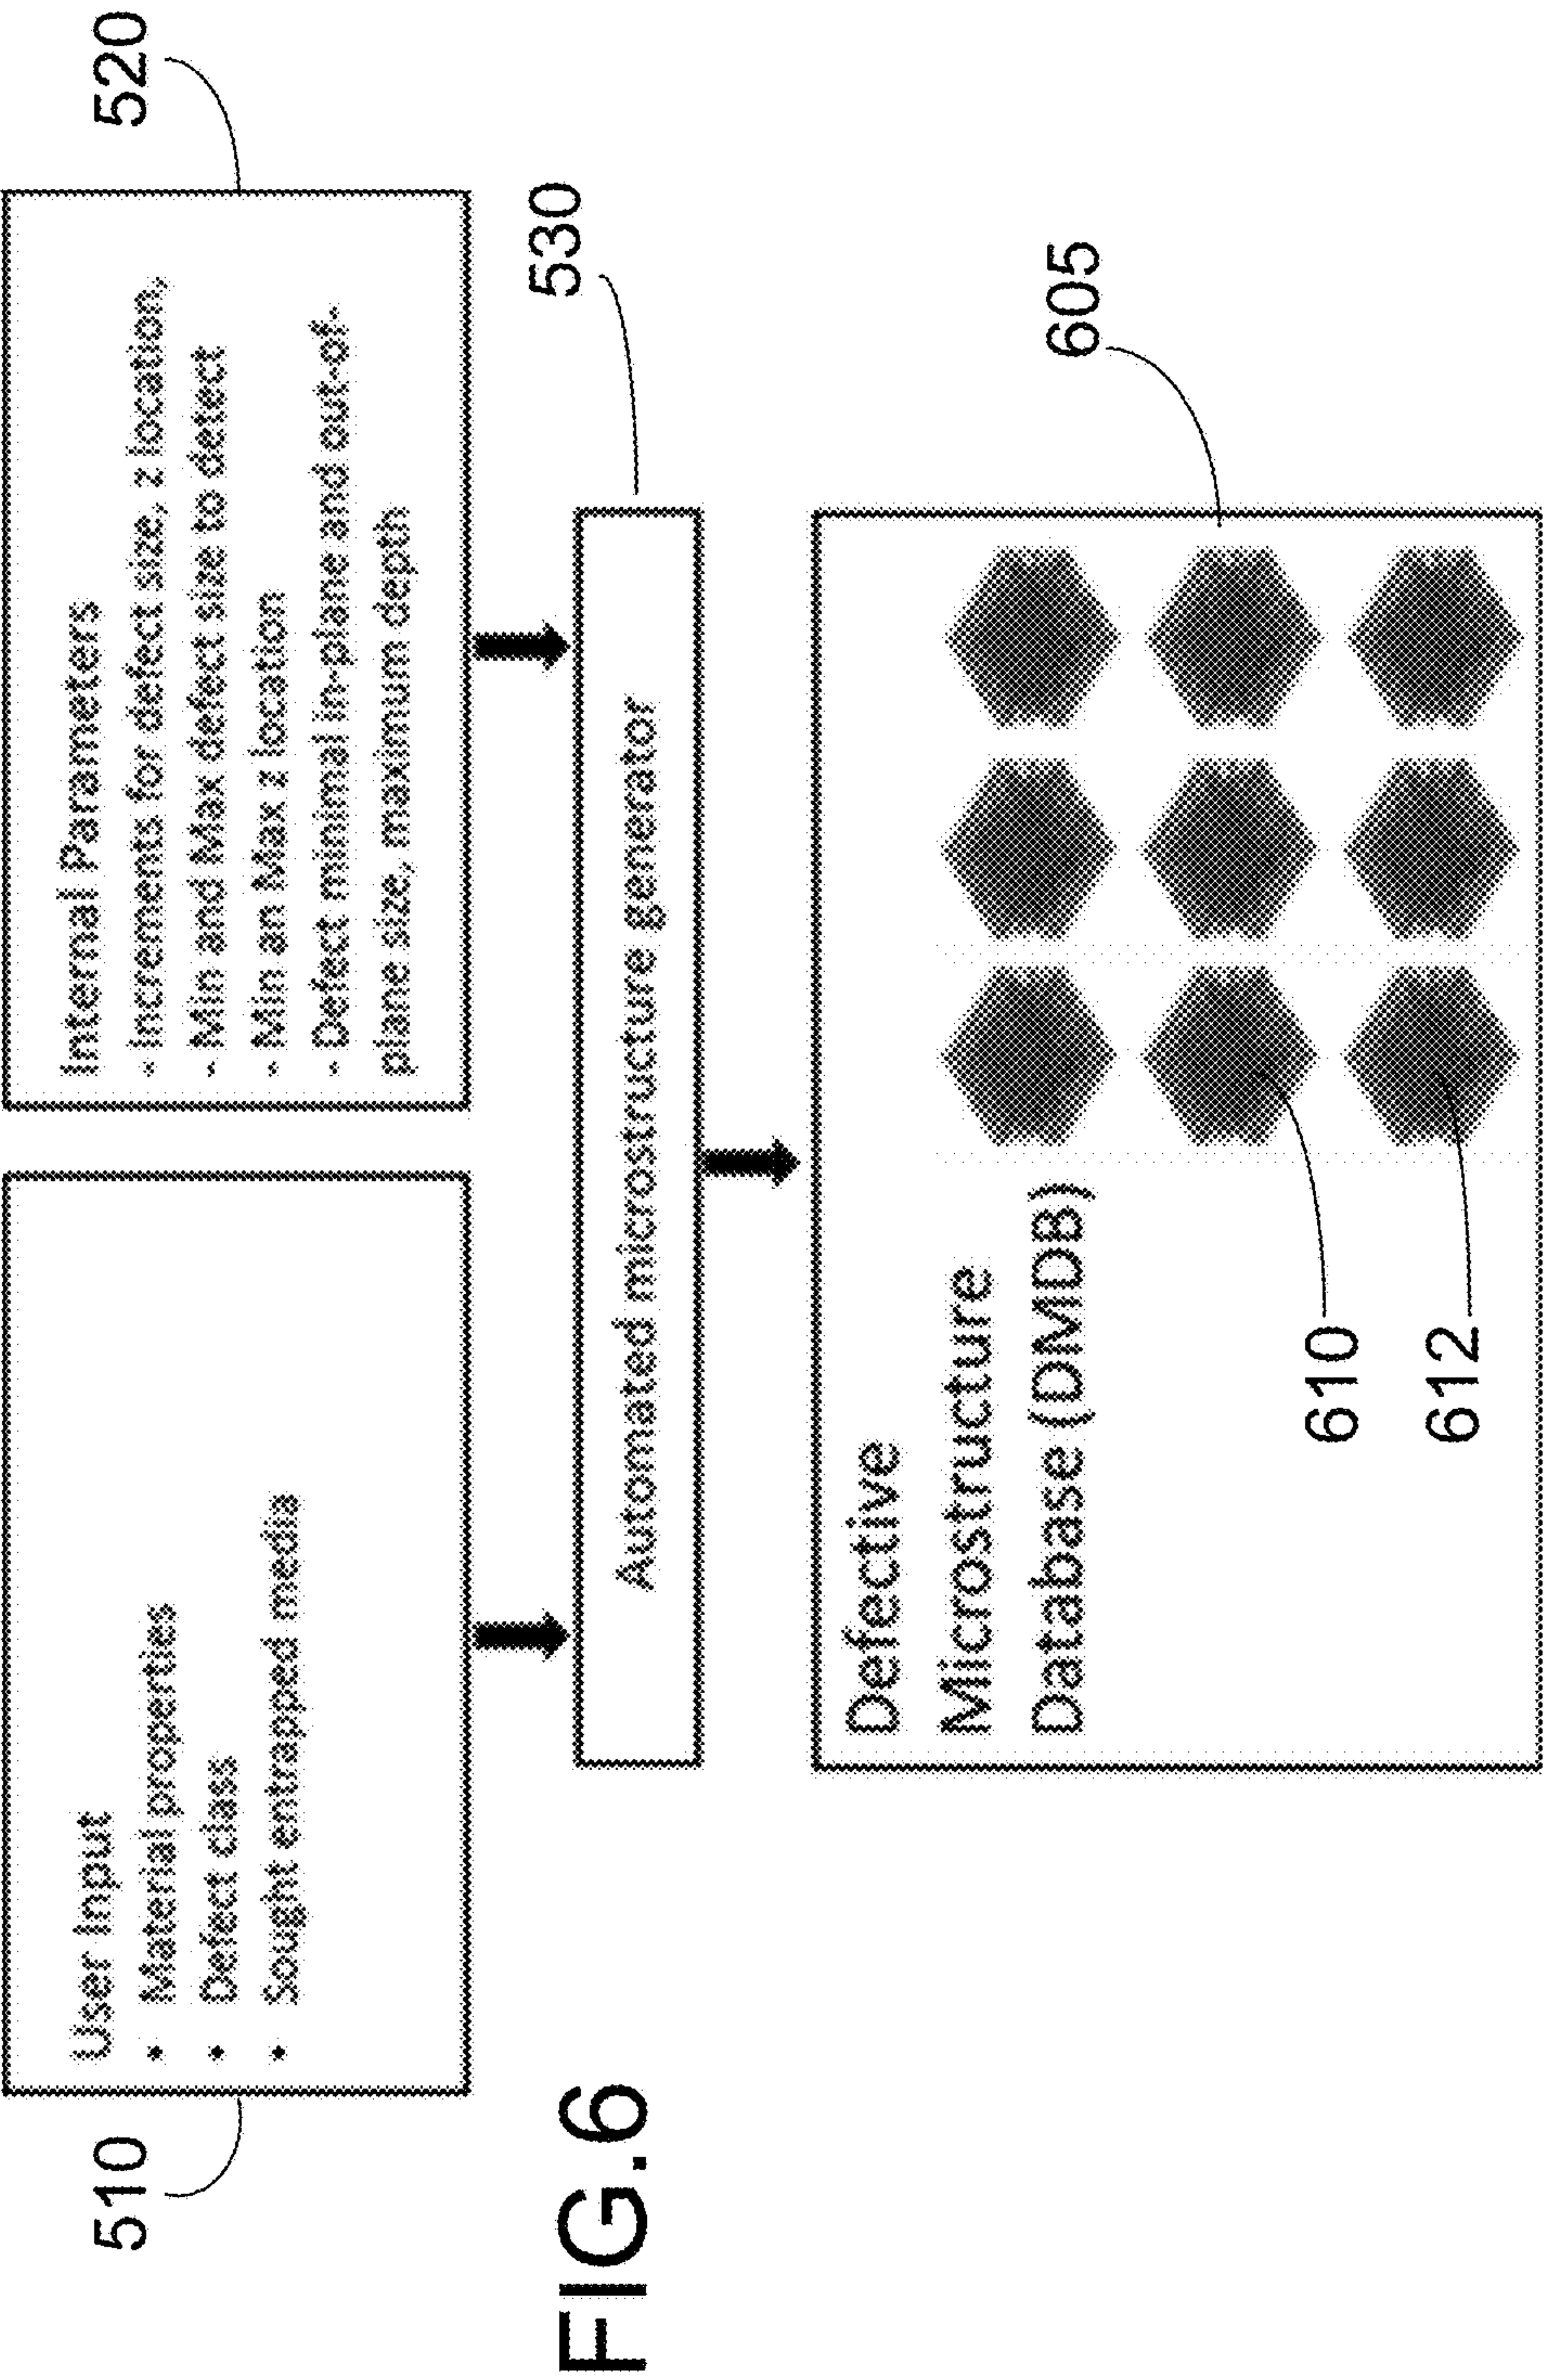 510
User Input
• Material properties
• Defect class
• Sought entrapped media
520
Internal Parameters
- Increments for defect size, z location,
- Min and Max defect size to detect
- Min an Max z location
- Defect minimal in-plane and out-of-
plane size, maximum depth
530
Automated microstructure generator
605
Defective
Microstructure
Database (DMDB)
610
612
FIG.6